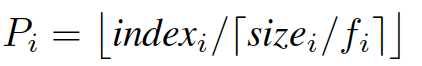 P_i = ⌊index_i/⌈size_i/f_i⌉⌋